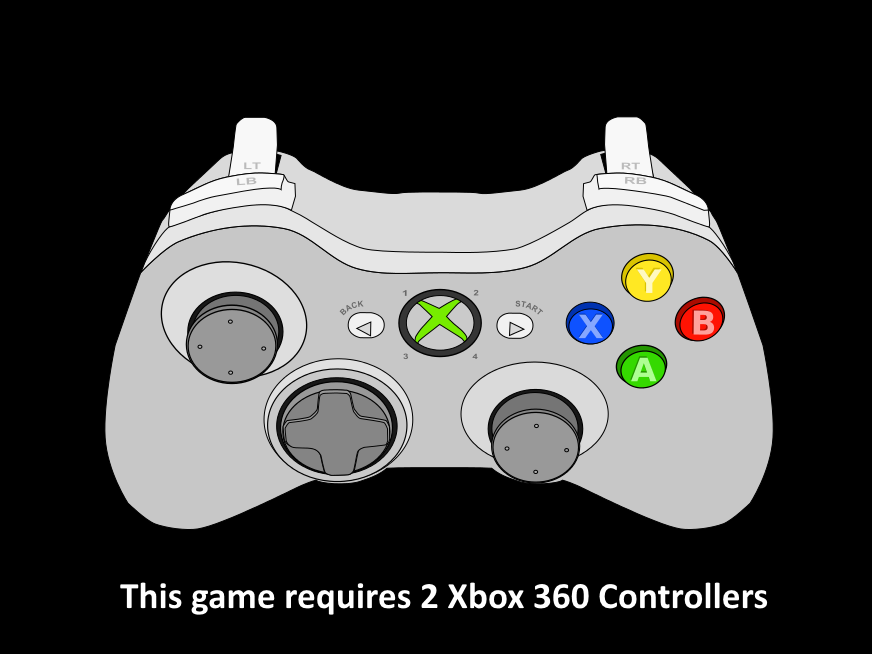 LT
RT
LB
RB
Y
1
2
BACK
START
X
B
3
4
A
This game requires 2 Xbox 360 Controllers